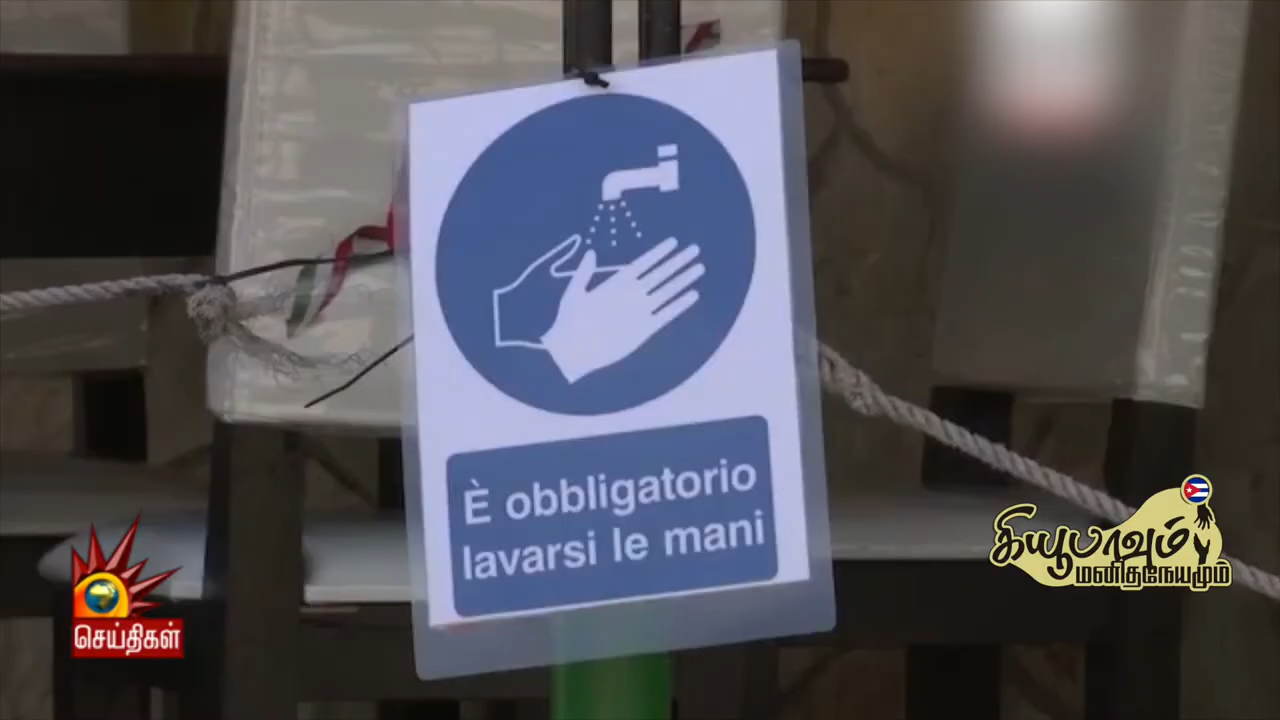 È obbligatorio
lavarsi le mani
கியூபாவும்
மனிதநேயமும்
செய்திகள்